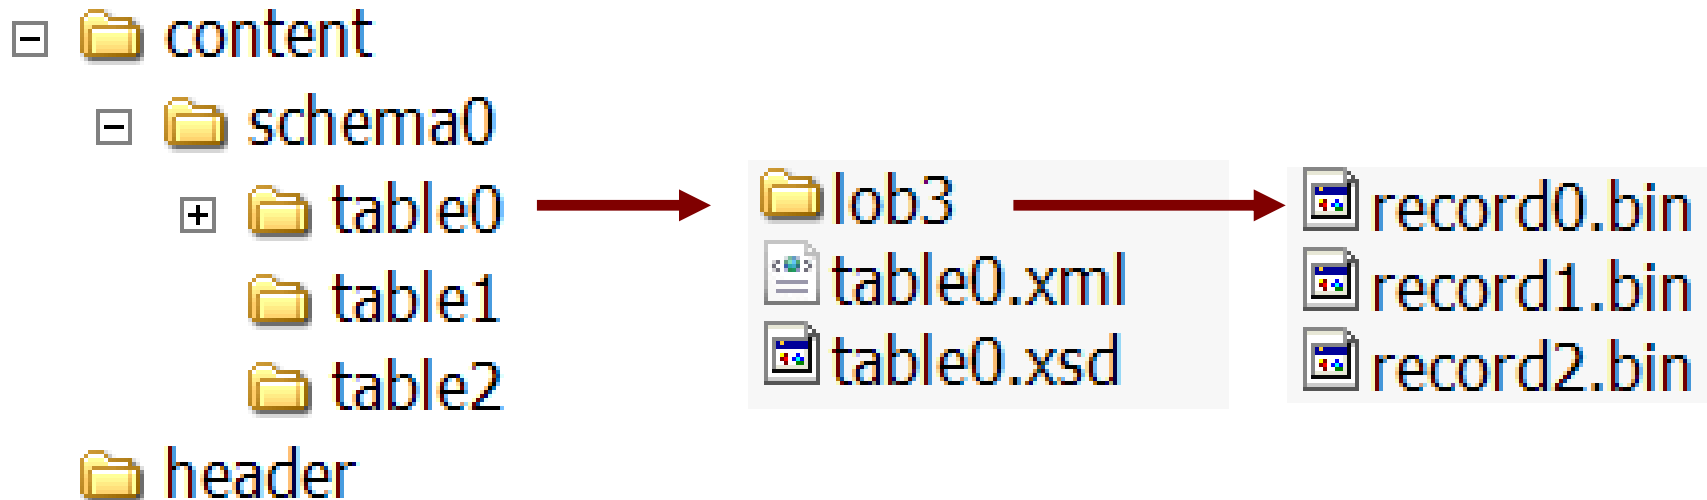 content
schema0
table0
table1
table2
header
lob3
table0.xml
table0.xsd
record0.bin
record1.bin
record2.bin